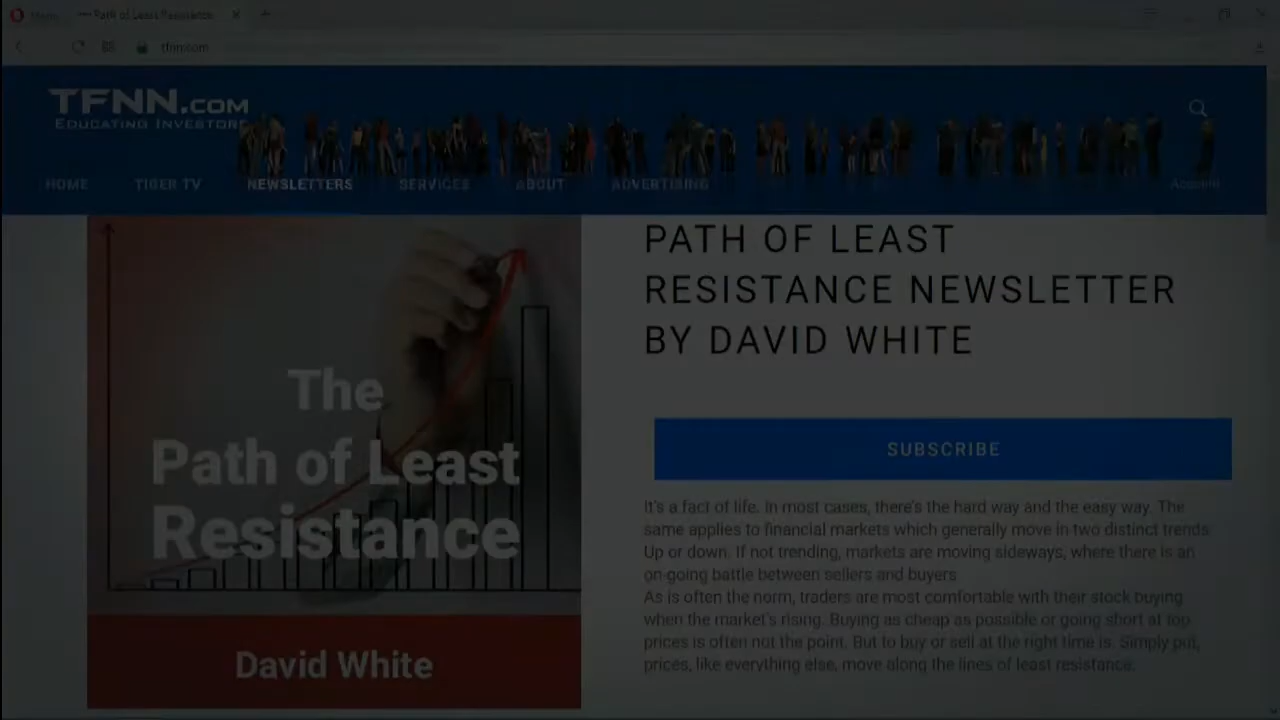 Home
Path of Least Resistance
tfnn.com
TFNN.COM
EDUCATING INVESTORS
HOME
TIGER TV
NEWSLETTERS
SERVICES
ABOUT
ADVERTISING
Account
The
Path of Least
Resistance
David White
PATH OF LEAST
RESISTANCE NEWSLETTER
BY DAVID WHITE
SUBSCRIBE
It's a fact of life. In most cases, there's the hard way and the easy way. The
same applies to financial markets which generally move in two distinct trends.
Up or down. If not trending, markets are moving sideways, where there is an
on-going battle between sellers and buyers.
As is often the norm, traders are most comfortable with their stock buying
when the market's rising. Buying as cheap as possible or going short at top
prices is often not the point. But to buy or sell at the right time is. Simply put,
prices, like everything else, move along the lines of least resistance.